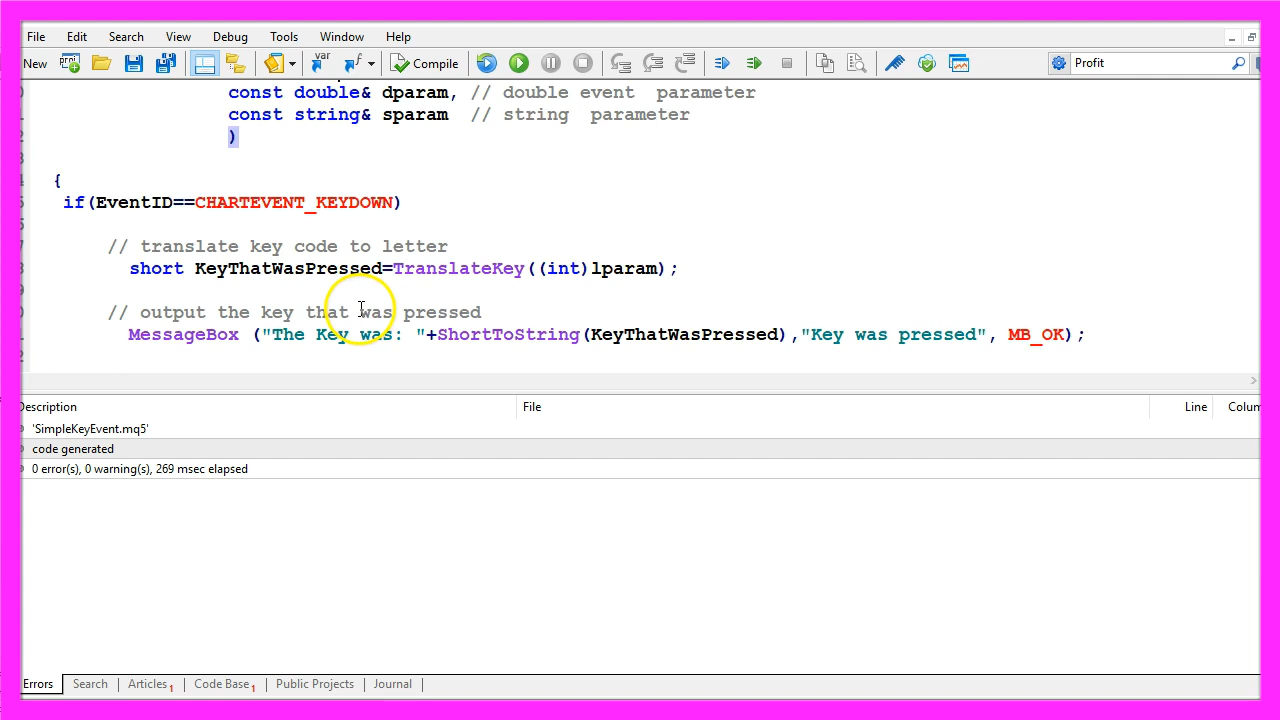 File Edit Search View Debug Tools Window Help
New Compile Profit
const double& dparam, // double event parameter
const string& sparam // string parameter
)
{
if(EventID==CHARTEVENT_KEYDOWN)
// translate key code to letter
short KeyThatWasPressed=TranslateKey((int)lparam);
// output the key that was pressed
MessageBox ("The Key was: "+ShortToString(KeyThatWasPressed),"Key was pressed", MB_OK);
Description File Line Colum
'SimpleKeyEvent.mq5'
code generated
0 error(s), 0 warning(s), 269 msec elapsed
Errors Search Articles 1 Code Base 1 Public Projects Journal